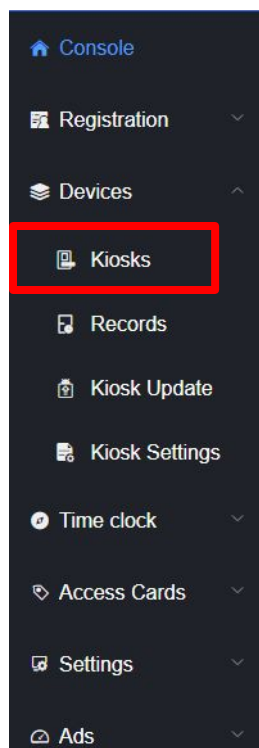 Console
Registration
Devices
Kiosks
Records
Kiosk Update
Kiosk Settings
Time clock
Access Cards
Settings
Ads